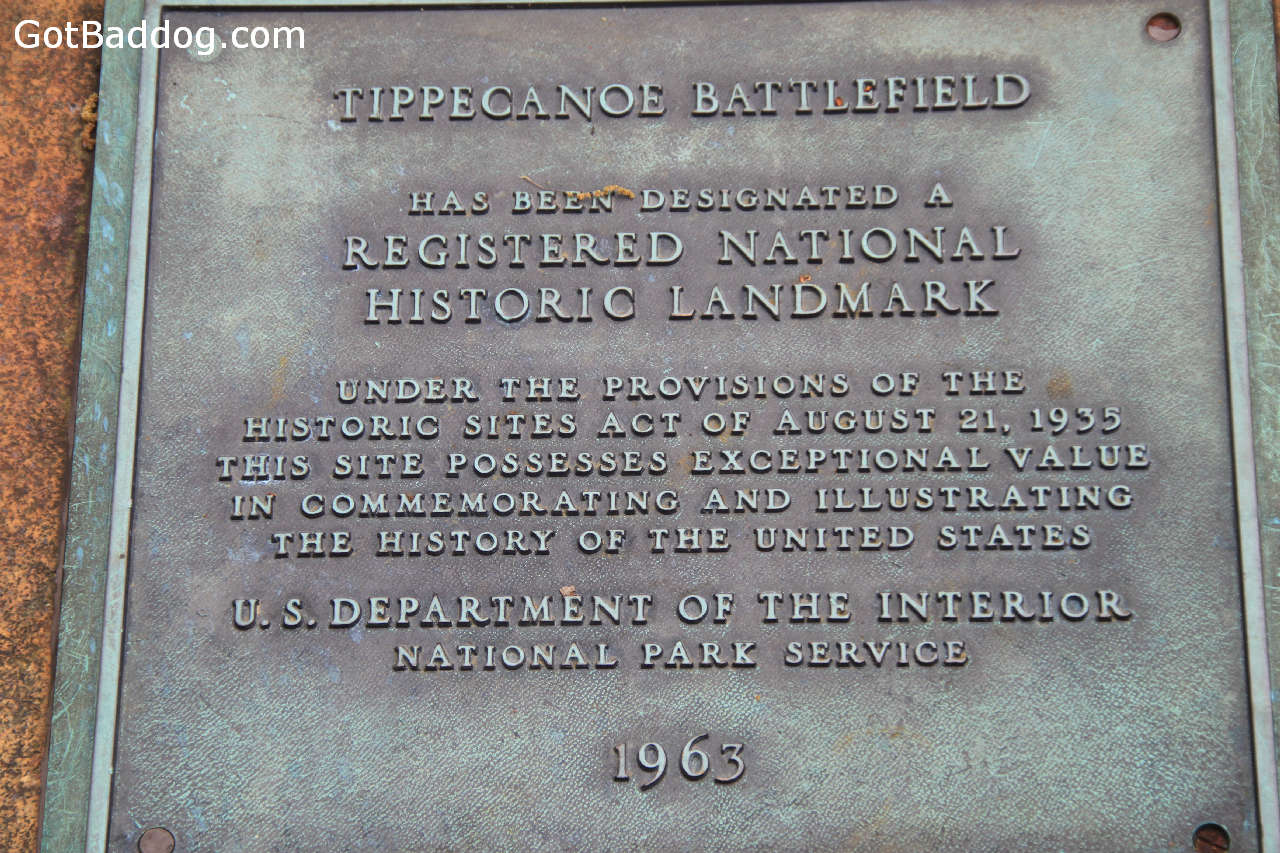 GotBaddog.com
TIPPECANOE BATTLEFIELD
HAS BEEN DESIGNATED A
REGISTERED NATIONAL
HISTORIC LANDMARK
UNDER THE PROVISIONS OF THE
HISTORIC SITES ACT OF AUGUST 21, 1935
THIS SITE POSSESSES EXCEPTIONAL VALUE
IN COMMEMORATING AND ILLUSTRATING
THE HISTORY OF THE UNITED STATES
U.S. DEPARTMENT OF THE INTERIOR
NATIONAL PARK SERVICE
1963